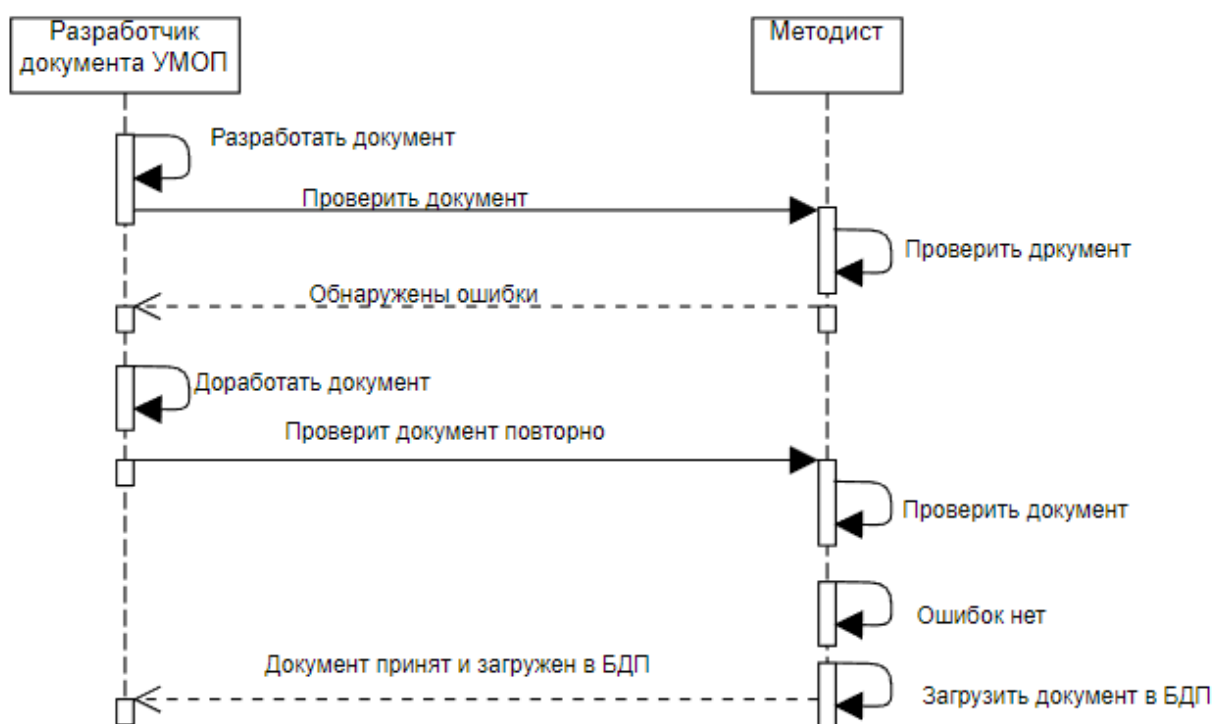 Разработчик
документа УМОП
Методист
Разработать документ
Проверить документ
Проверить дркумент
Обнаружены ошибки
Доработать документ
Проверит документ повторно
Проверить документ
Ошибок нет
Документ принят и загружен в БДП
Загрузить документ в БДП